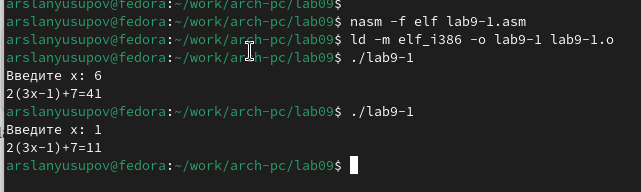 arslanyusupov@fedora:~/work/arch-pc/lab09$
arslanyusupov@fedora:~/work/arch-pc/lab09$ nasm -f elf lab9-1.asm
arslanyusupov@fedora:~/work/arch-pc/lab09$ ld -m elf_i386 -o lab9-1 lab9-1.o
arslanyusupov@fedora:~/work/arch-pc/lab09$ ./lab9-1
Введите x: 6
2(3x-1)+7=41
arslanyusupov@fedora:~/work/arch-pc/lab09$ ./lab9-1
Введите x: 1
2(3x-1)+7=11
arslanyusupov@fedora:~/work/arch-pc/lab09$